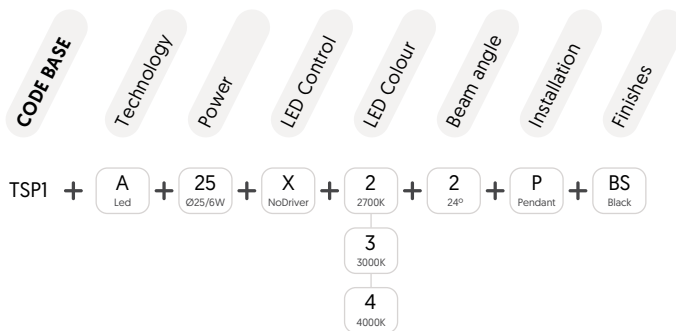 CODE BASE
Technology
Power
LED Control
LED Colour
Beam angle
Installation
Finishes
TSP1 + A + 25 + X + 2 + 2 + P + BS
Led Ø25/6W NoDriver 2700K 24º Pendant Black
3
3000K
4
4000K